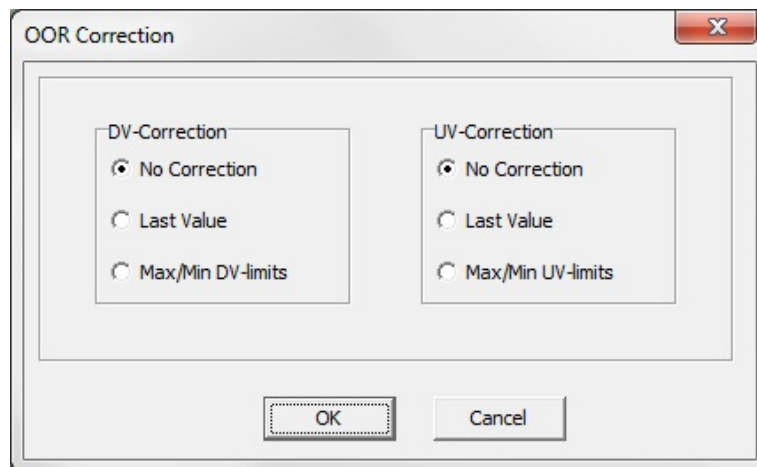 OOR Correction
DV-Correction
No Correction
Last Value
Max/Min DV-limits
UV-Correction
No Correction
Last Value
Max/Min UV-limits
OK
Cancel